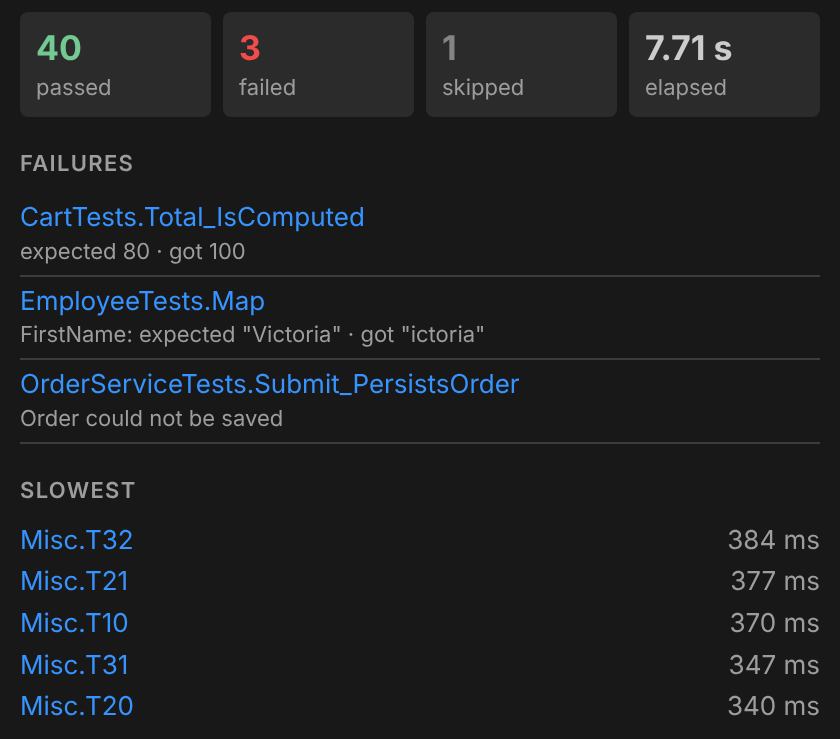 40
passed
3
failed
1
skipped
7.71 s
elapsed
FAILURES
CartTests.Total_IsComputed
expected 80 · got 100
EmployeeTests.Map
FirstName: expected "Victoria" · got "ictoria"
OrderServiceTests.Submit_PersistsOrder
Order could not be saved
SLOWEST
Misc.T32 384 ms
Misc.T21 377 ms
Misc.T10 370 ms
Misc.T31 347 ms
Misc.T20 340 ms